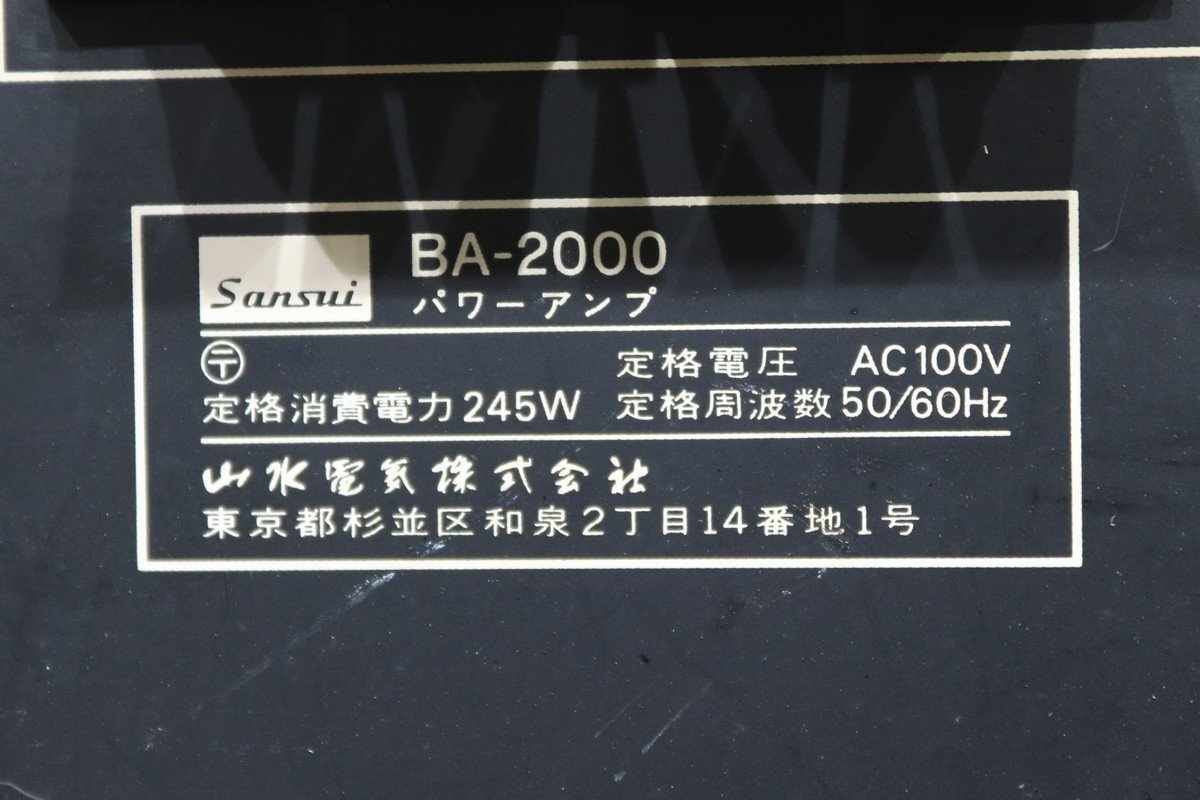 Sansui
BA-2000
パワーアンプ
〶 定格電圧 AC100V
定格消費電力245W 定格周波数50/60Hz
山水電気株式会社
東京都杉並区和泉2丁目14番地1号